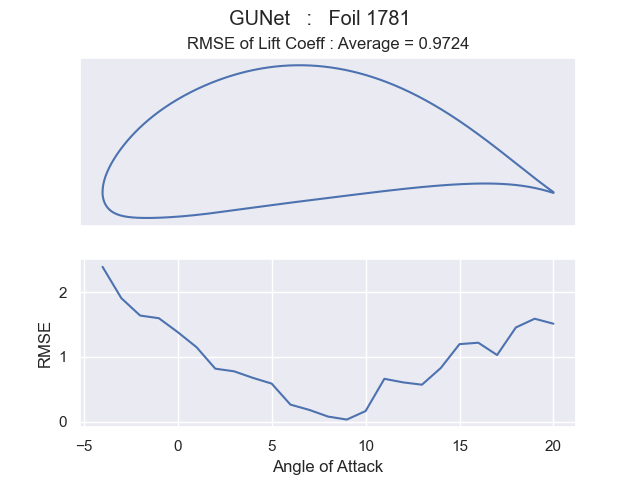 GUNet : Foil 1781
RMSE of Lift Coeff : Average = 0.9724
RMSE
2
1
0
−5 0 5 10 15 20
Angle of Attack